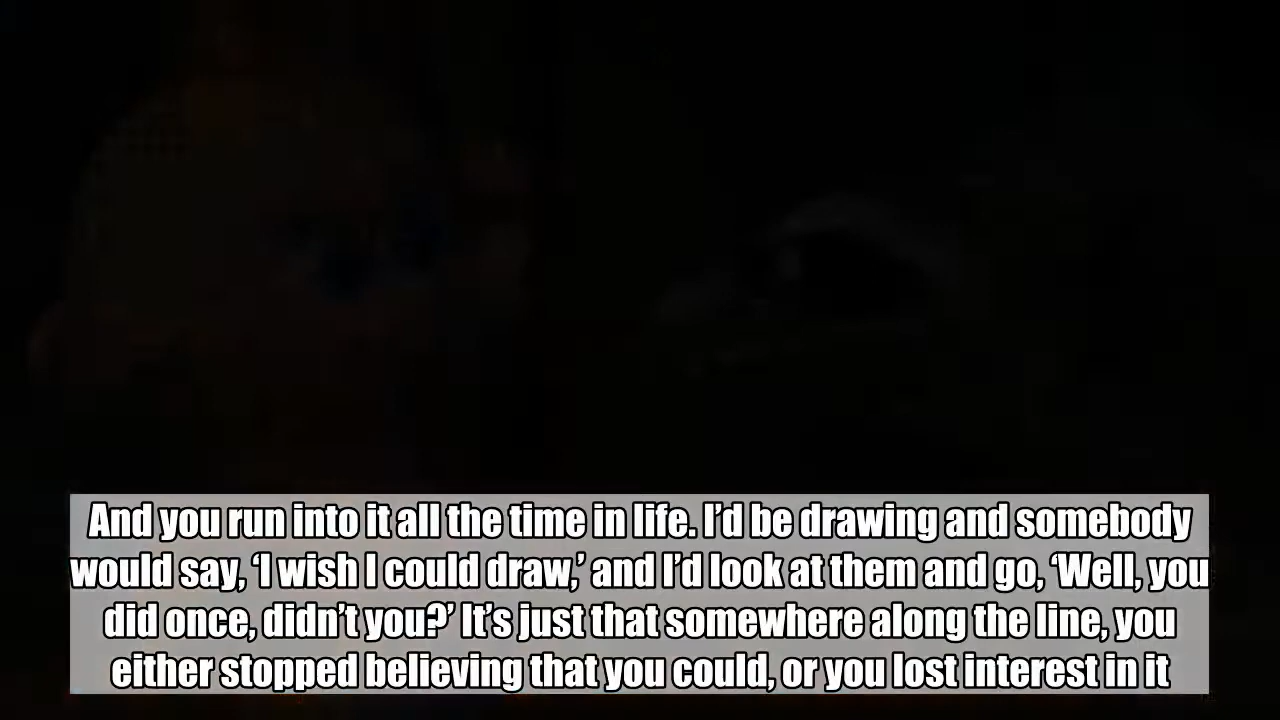 And you run into it all the time in life. I’d be drawing and somebody
would say, ‘I wish I could draw,’ and I’d look at them and go, ‘Well, you
did once, didn’t you?’ It’s just that somewhere along the line, you
either stopped believing that you could, or you lost interest in it